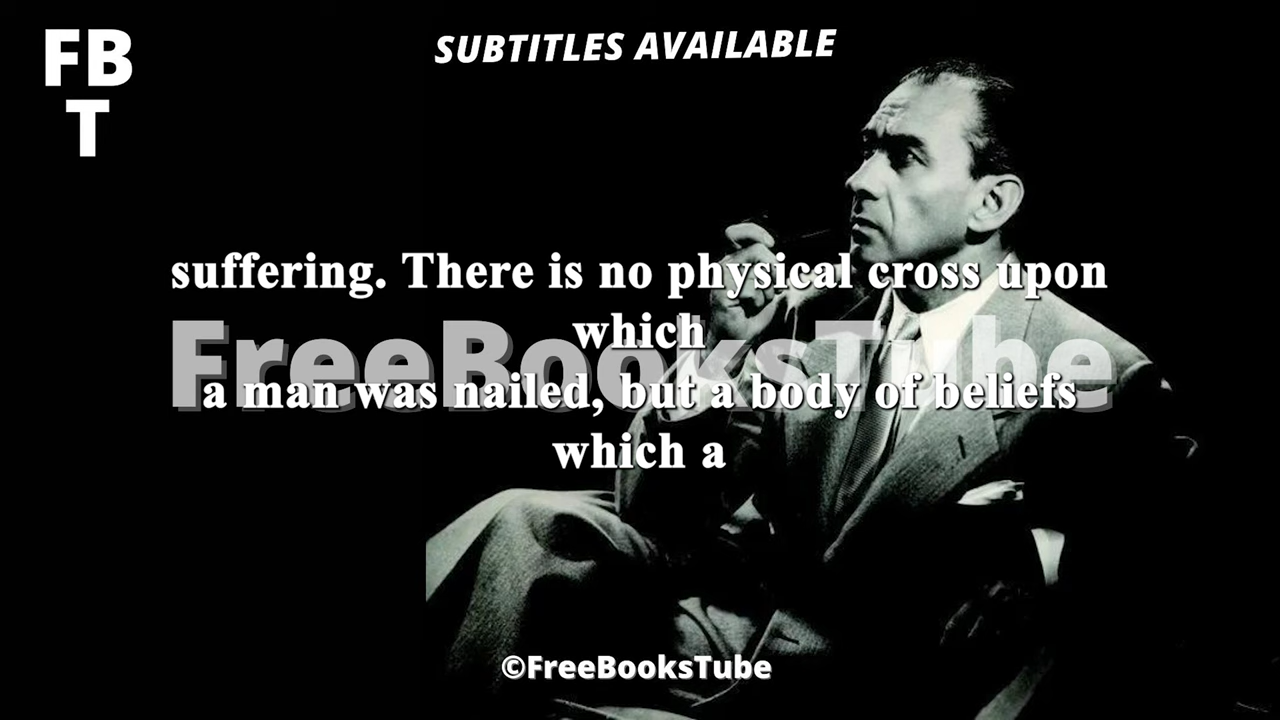 FB
T
SUBTITLES AVAILABLE
suffering. There is no physical cross upon
which
FreeBooksTube
a man was nailed, but a body of beliefs
which a
©FreeBooksTube